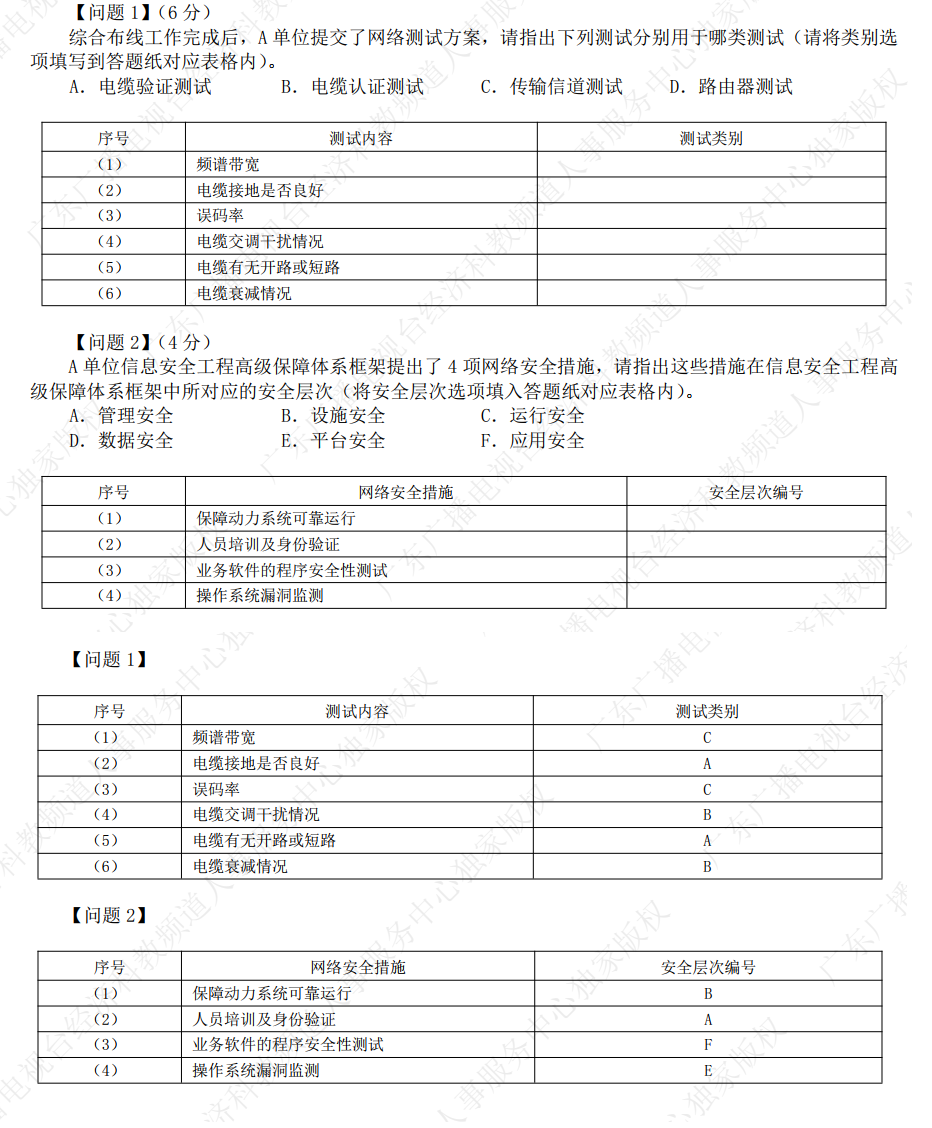 【问题 1】(6 分)
综合布线工作完成后，A 单位提交了网络测试方案，请指出下列测试分别用于哪类测试（请将类别选
项填写到答题纸对应表格内）。
A．电缆验证测试 B．电缆认证测试 C．传输信道测试 D．路由器测试
序号 测试内容 测试类别
（1） 频谱带宽
（2） 电缆接地是否良好
（3） 误码率
（4） 电缆交调干扰情况
（5） 电缆有无开路或短路
（6） 电缆衰减情况
【问题 2】(4 分)
A 单位信息安全工程高级保障体系框架提出了 4 项网络安全措施，请指出这些措施在信息安全工程高
级保障体系框架中所对应的安全层次（将安全层次选项填入答题纸对应表格内）。
A．管理安全 B．设施安全 C．运行安全
D．数据安全 E．平台安全 F．应用安全
序号 网络安全措施 安全层次编号
（1） 保障动力系统可靠运行
（2） 人员培训及身份验证
（3） 业务软件的程序安全性测试
（4） 操作系统漏洞监测
【问题 1】
序号 测试内容 测试类别
（1） 频谱带宽 C
（2） 电缆接地是否良好 A
（3） 误码率 C
（4） 电缆交调干扰情况 B
（5） 电缆有无开路或短路 A
（6） 电缆衰减情况 B
【问题 2】
序号 网络安全措施 安全层次编号
（1） 保障动力系统可靠运行 B
（2） 人员培训及身份验证 A
（3） 业务软件的程序安全性测试 F
（4） 操作系统漏洞监测 E
广东广播电视台经济科教频道人事服务中心独家版权